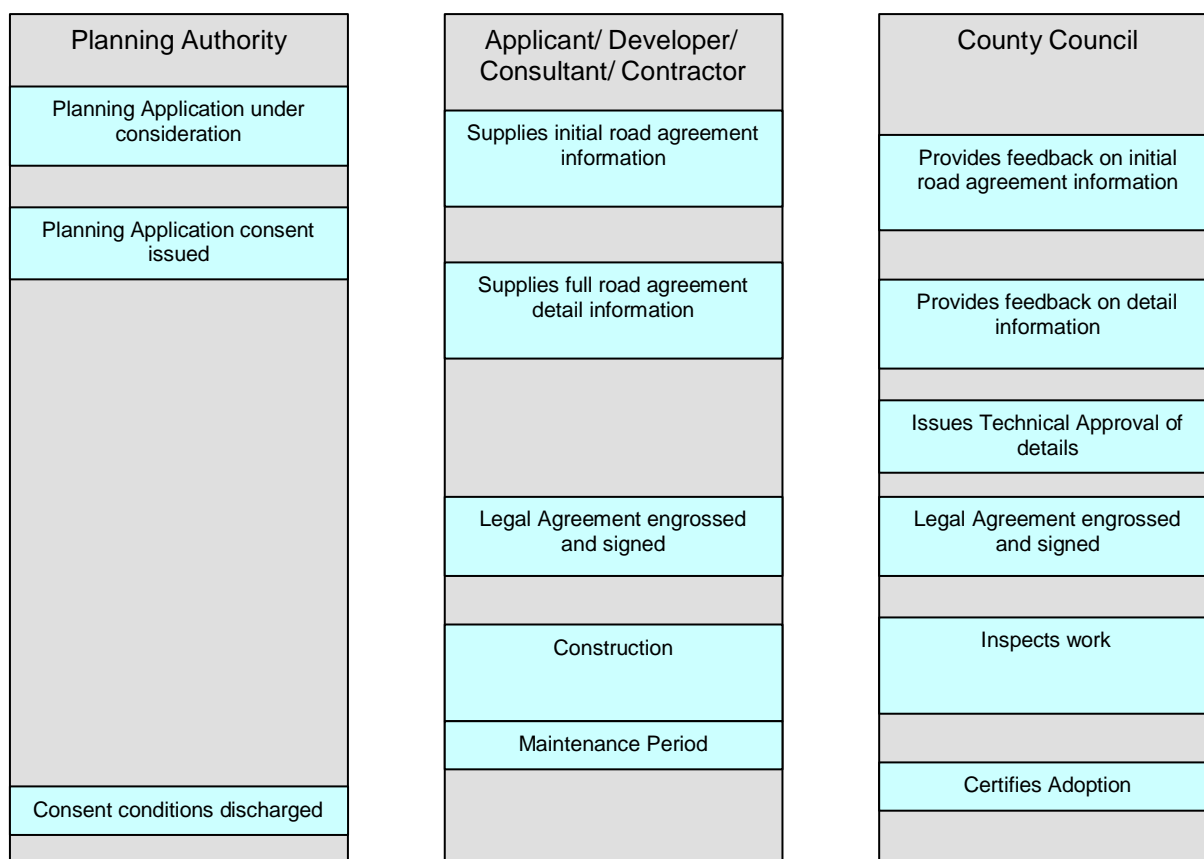 Planning Authority
Planning Application under
consideration
Planning Application consent
issued
Consent conditions discharged
Applicant/ Developer/
Consultant/ Contractor
Supplies initial road agreement
information
Supplies full road agreement
detail information
Legal Agreement engrossed
and signed
Construction
Maintenance Period
County Council
Provides feedback on initial
road agreement information
Provides feedback on detail
information
Issues Technical Approval of
details
Legal Agreement engrossed
and signed
Inspects work
Certifies Adoption